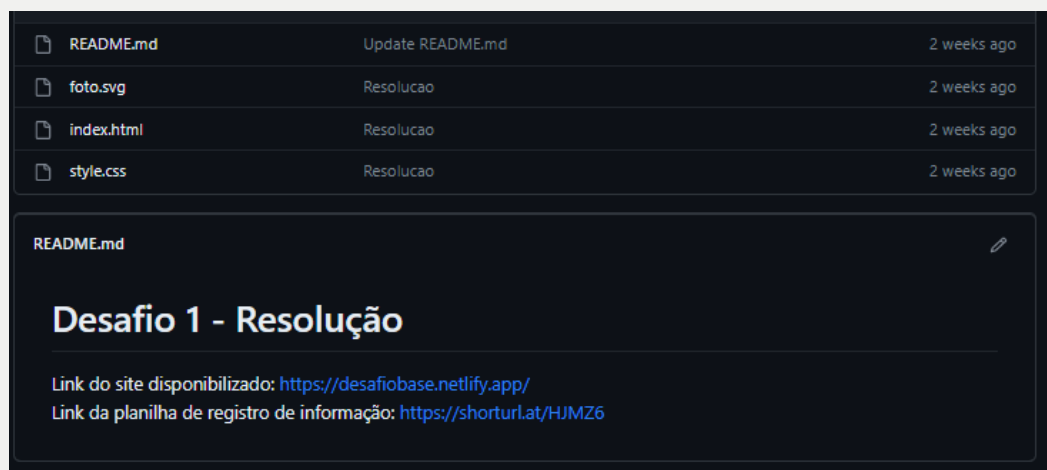 README.md Update README.md 2 weeks ago
foto.svg Resolucao 2 weeks ago
index.html Resolucao 2 weeks ago
style.css Resolucao 2 weeks ago
README.md
Desafio 1 - Resolução
Link do site disponibilizado: https://desafiobase.netlify.app/
Link da planilha de registro de informação: https://shorturl.at/HJMZ6